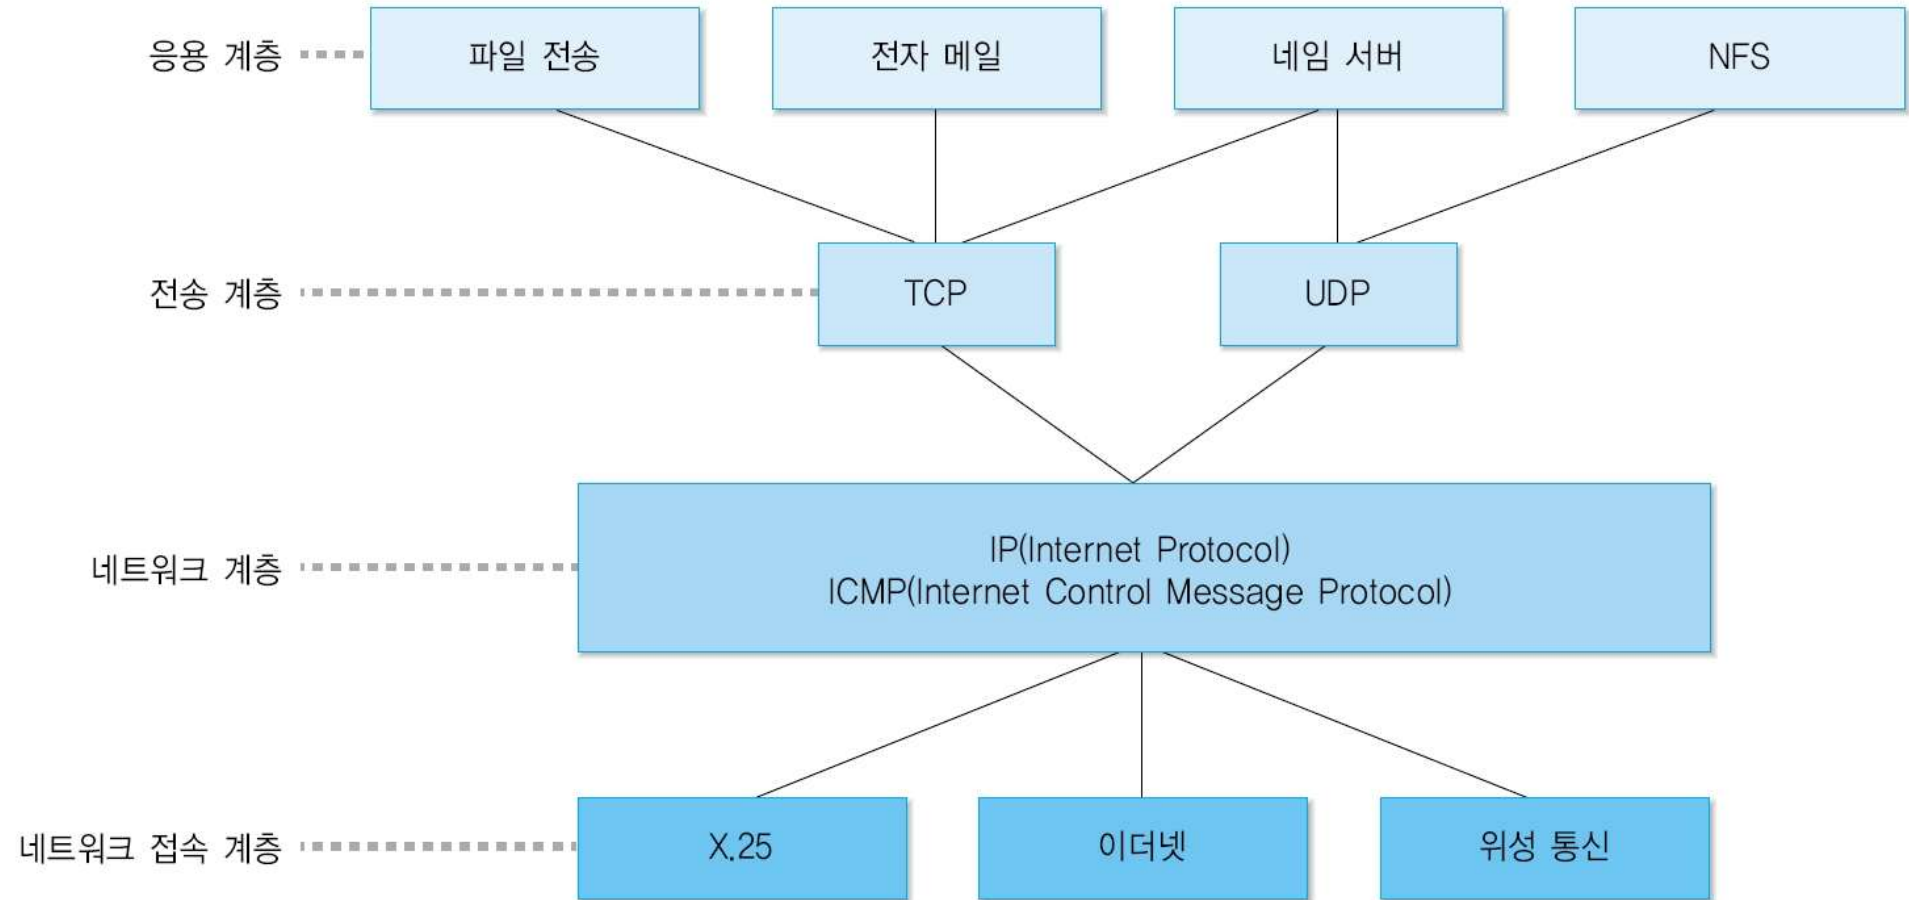 응용 계층
파일 전송
전자 메일
네임 서버
NFS
전송 계층
TCP
UDP
네트워크 계층
IP(Internet Protocol)
ICMP(Internet Control Message Protocol)
네트워크 접속 계층
X.25
이더넷
위성 통신